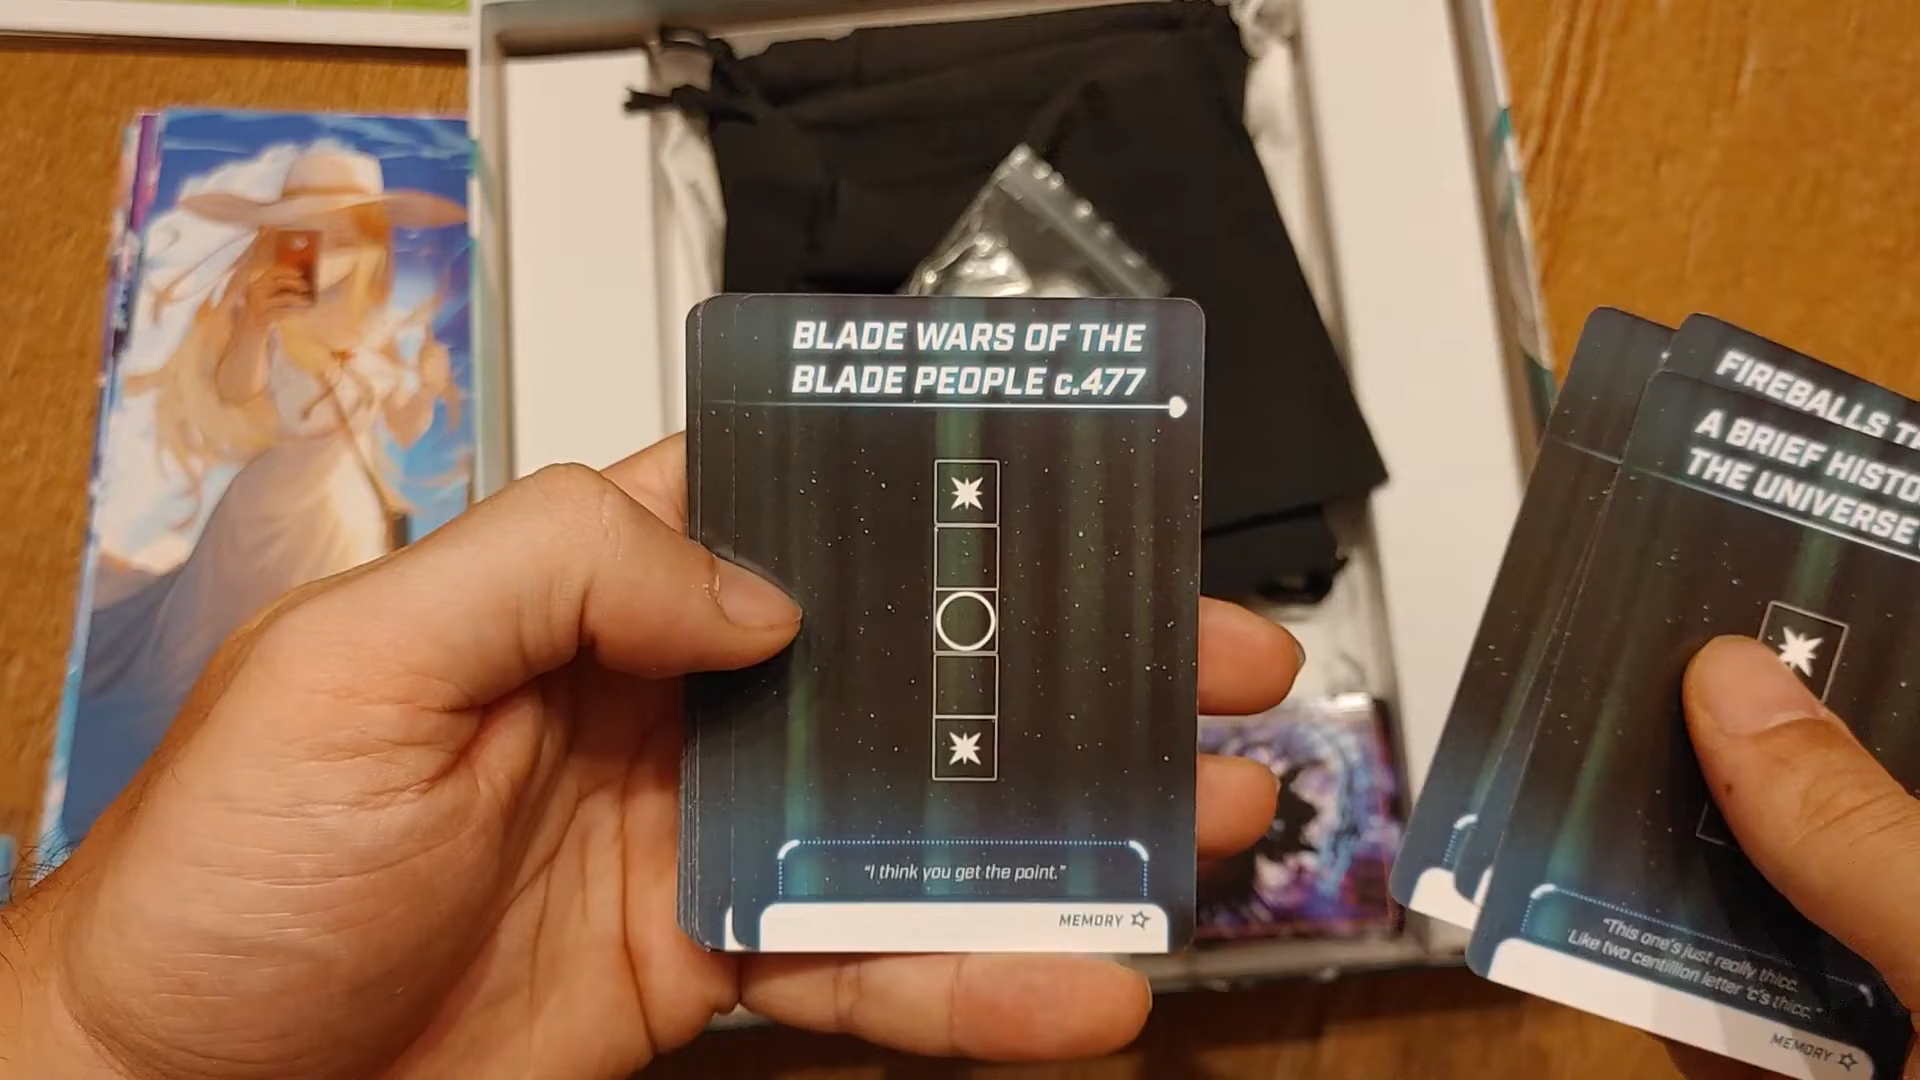 BLADE WARS OF THE
BLADE PEOPLE c.477
"I think you get the point."
MEMORY
FIREBALLS
A BRIEF
THE UNIVERSE
"This one's just really thicc.
Like two centillion letter 'c's thicc."
MEMORY